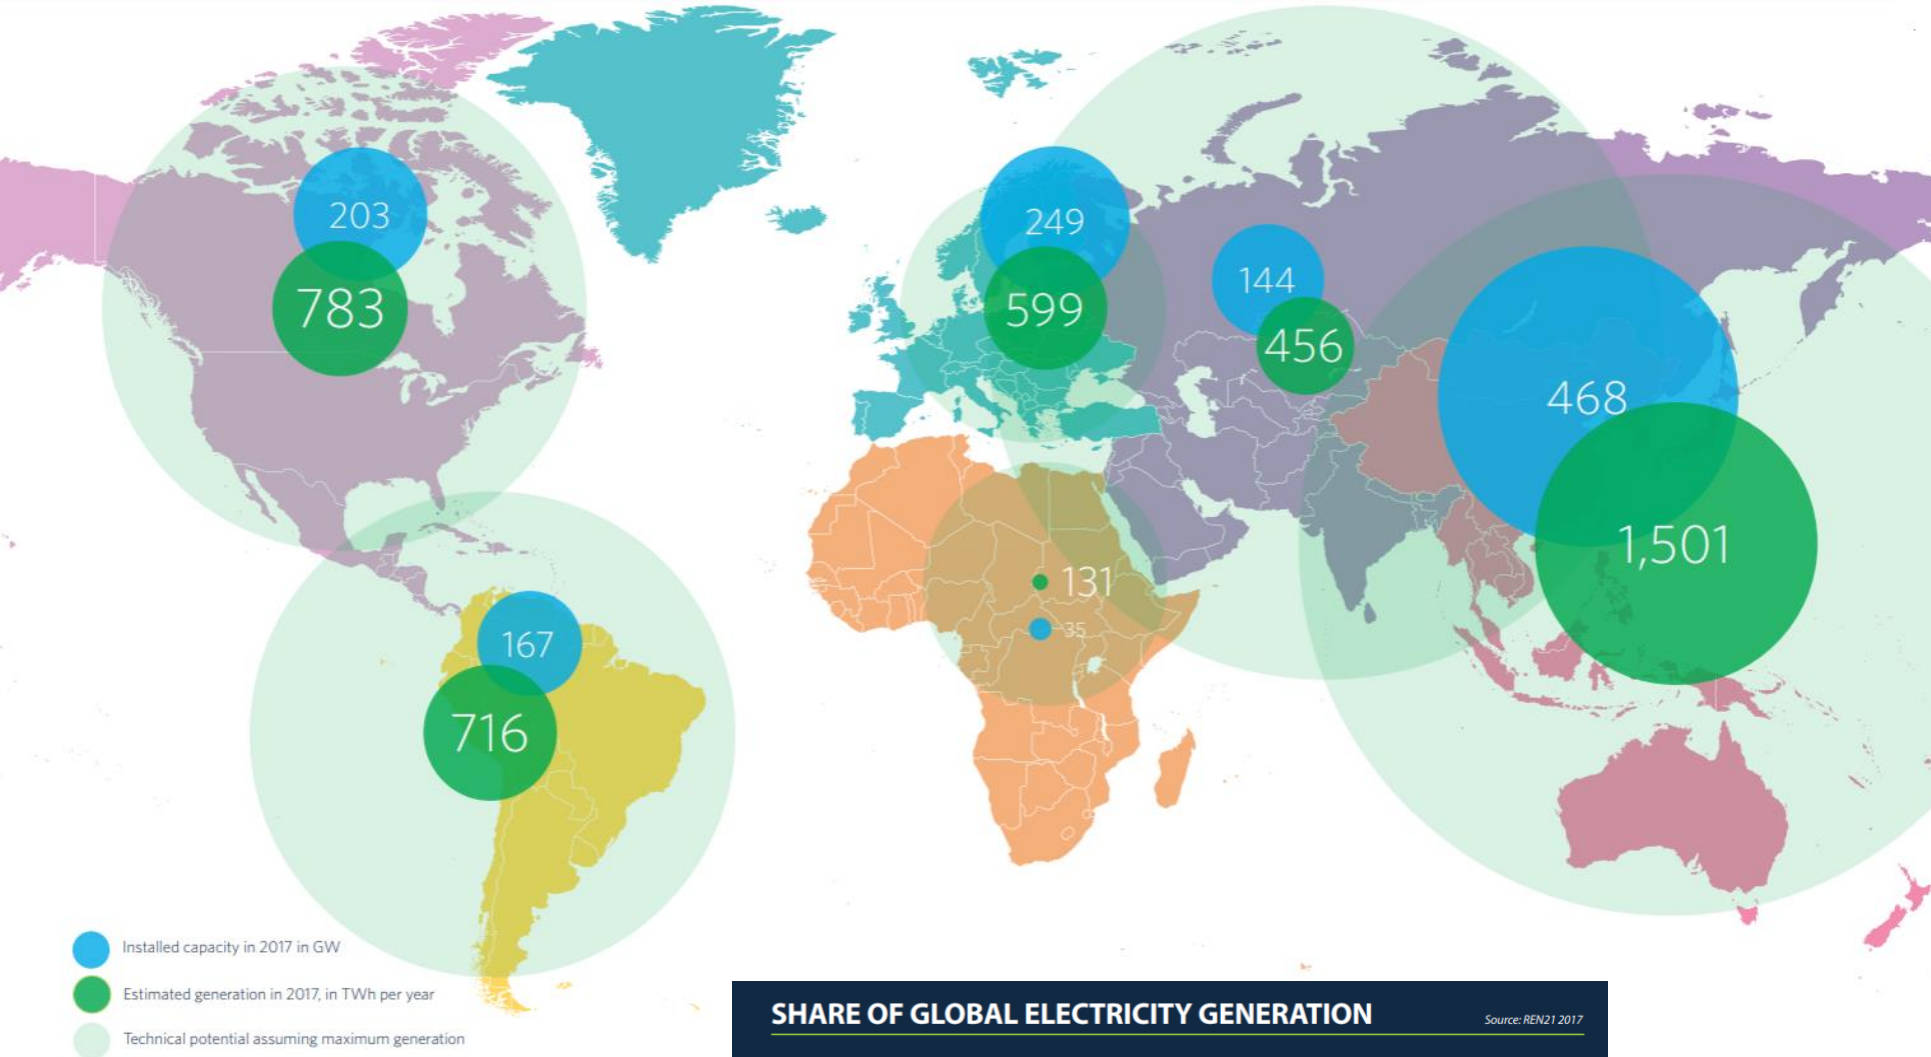 203
783
249
599
144
456
468
1,501
131
35
167
716
Installed capacity in 2017 in GW
Estimated generation in 2017, in TWh per year
Technical potential assuming maximum generation
SHARE OF GLOBAL ELECTRICITY GENERATION
Source: REN21 2017